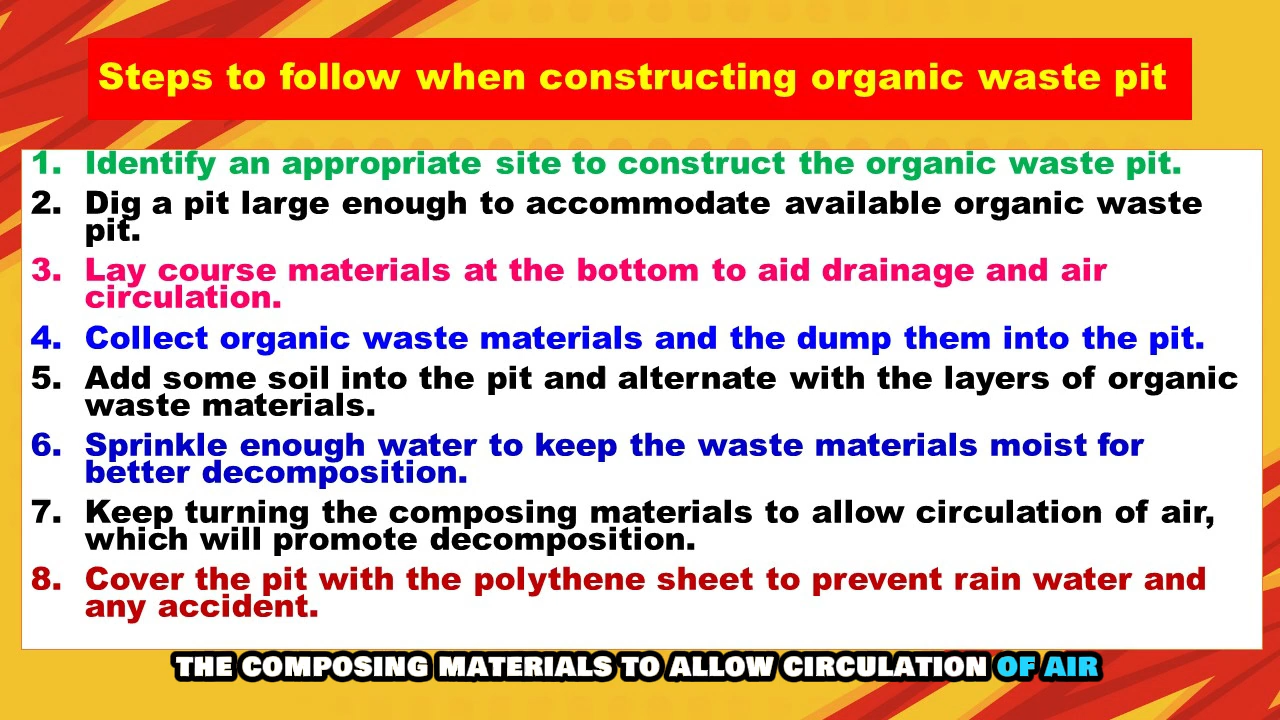 Steps to follow when constructing organic waste pit
1. Identify an appropriate site to construct the organic waste pit.
2. Dig a pit large enough to accommodate available organic waste
pit.
3. Lay course materials at the bottom to aid drainage and air
circulation.
4. Collect organic waste materials and the dump them into the pit.
5. Add some soil into the pit and alternate with the layers of organic
waste materials.
6. Sprinkle enough water to keep the waste materials moist for
better decomposition.
7. Keep turning the composing materials to allow circulation of air,
which will promote decomposition.
8. Cover the pit with the polythene sheet to prevent rain water and
any accident.
THE COMPOSING MATERIALS TO ALLOW CIRCULATION OF AIR